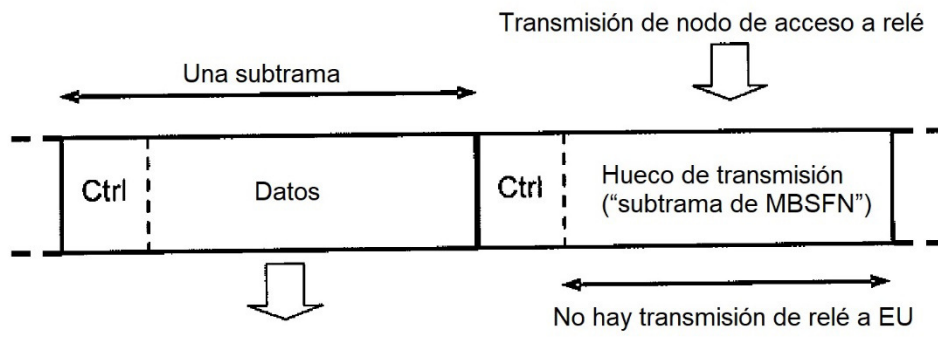 Transmisión de nodo de acceso a relé
Una subtrama
Ctrl
Datos
Ctrl
Hueco de transmisión
(“subtrama de MBSFN”)
No hay transmisión de relé a EU